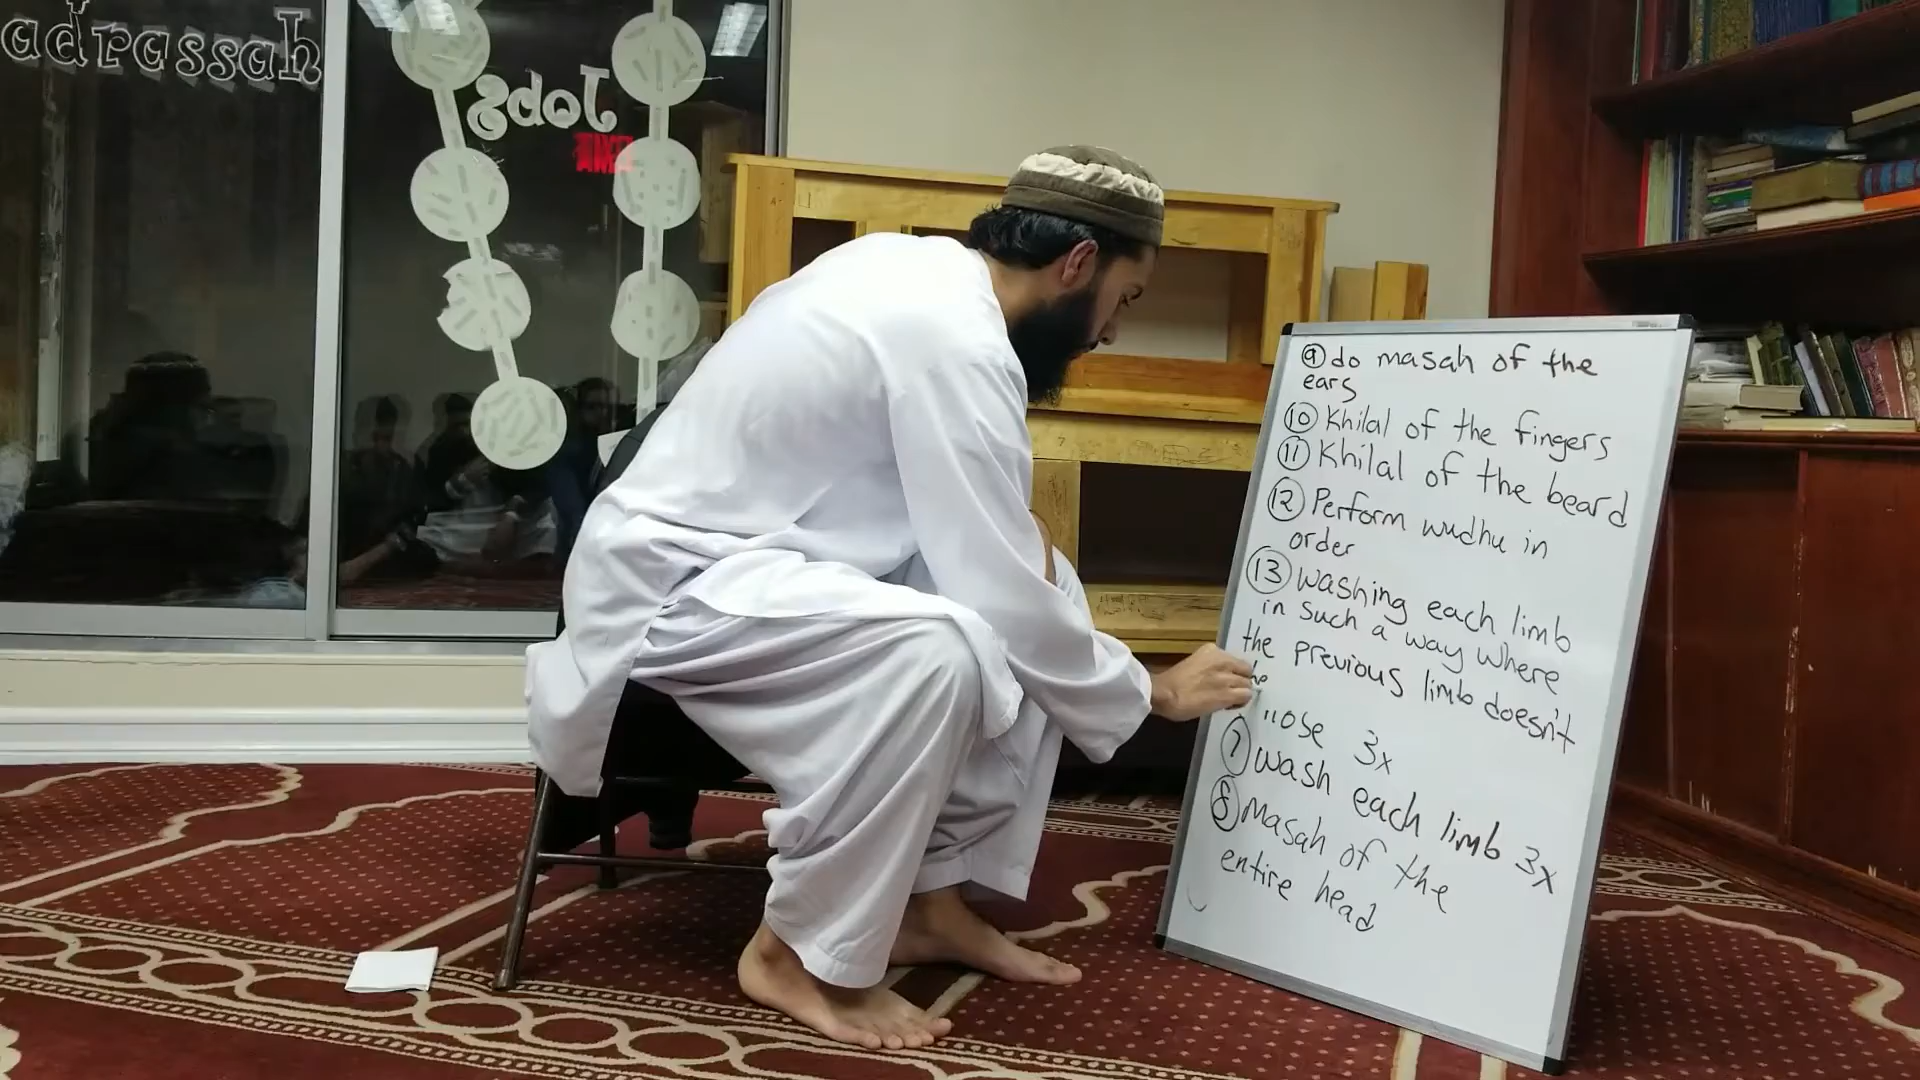 adrassah
Jobs
TIME
⑨ do masah of the
ears
⑩ Khilal of the fingers
⑪ Khilal of the beard
⑫ Perform wudhu in
order
⑬ washing each limb
in such a way where
the previous limb doesn't
nose 3x
⑦ wash each limb 3x
⑧ Masah of the
entire head